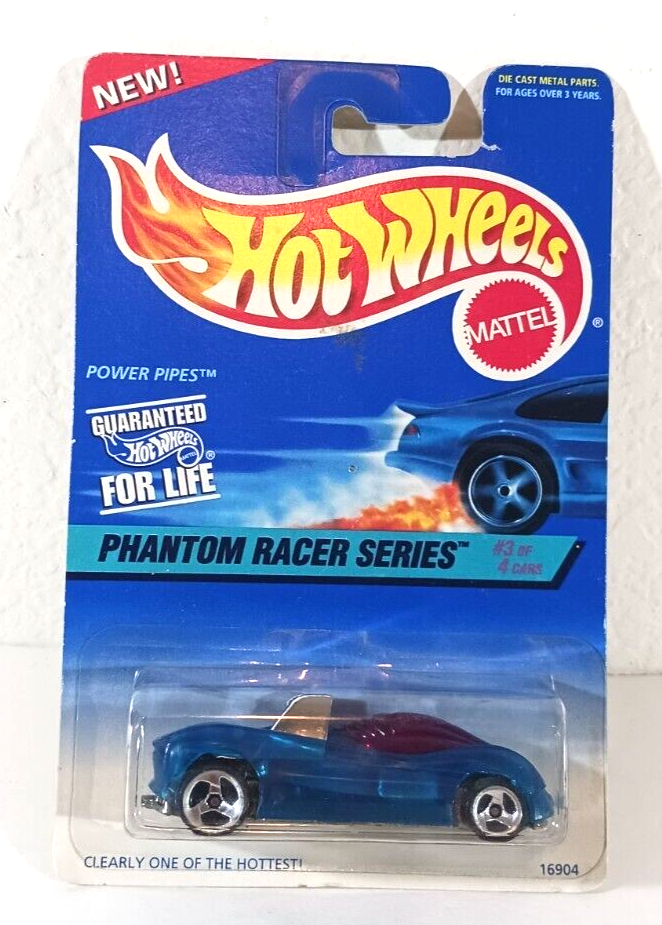 NEW!
DIE CAST METAL PARTS.
FOR AGES OVER 3 YEARS.
HOT WHEELS
MATTEL
®
POWER PIPES™
GUARANTEED
Hot Wheels
MATTEL ®
FOR LIFE
PHANTOM RACER SERIES™
#3 OF
4 CARS
CLEARLY ONE OF THE HOTTEST!
16904